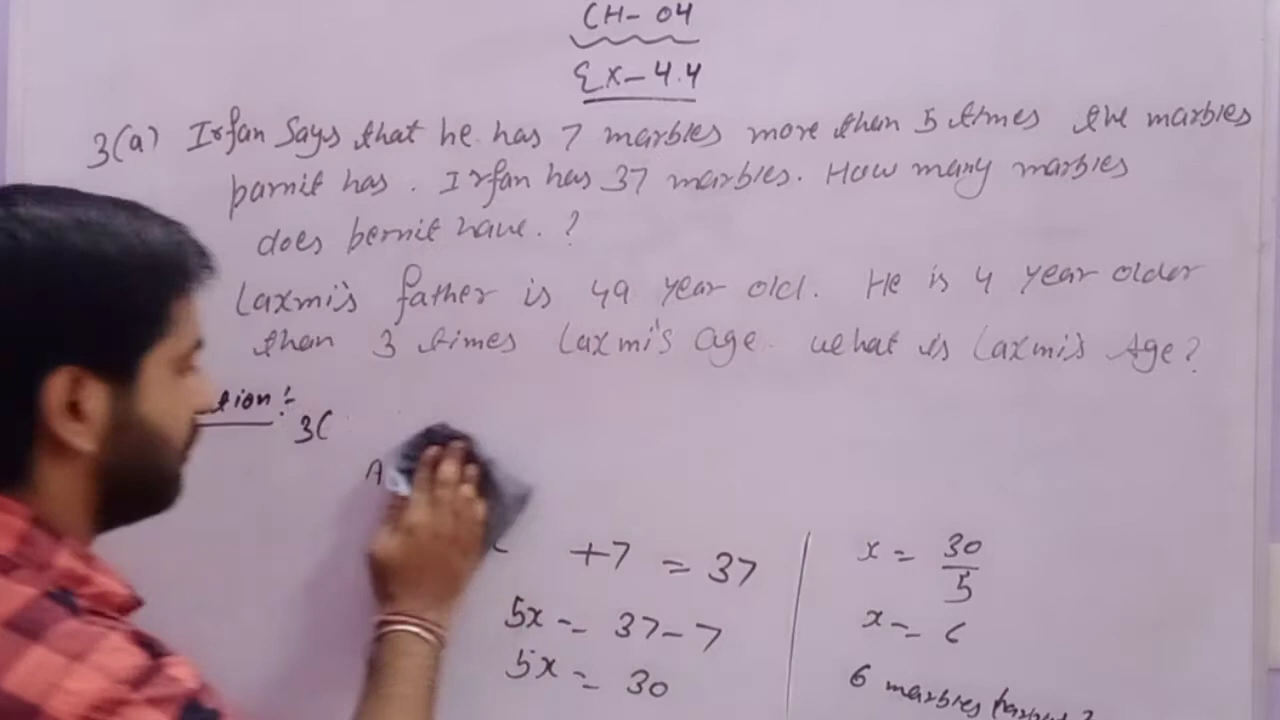 CH- 04
Ex- 4.4
3(a) Irfan Says that he has 7 marbles more than 5 times the marbles
parmit has. Irfan has 37 marbles. How many marbles
does bermit have.?
Laxmi's father is 49 year old. He is 4 year older
than 3 times Laxmi's age. what is Laxmi's Age?
tion:
3(
A
+7 = 37
5x = 37-7
5x = 30
x = 30/5
x = 6
6 marbles